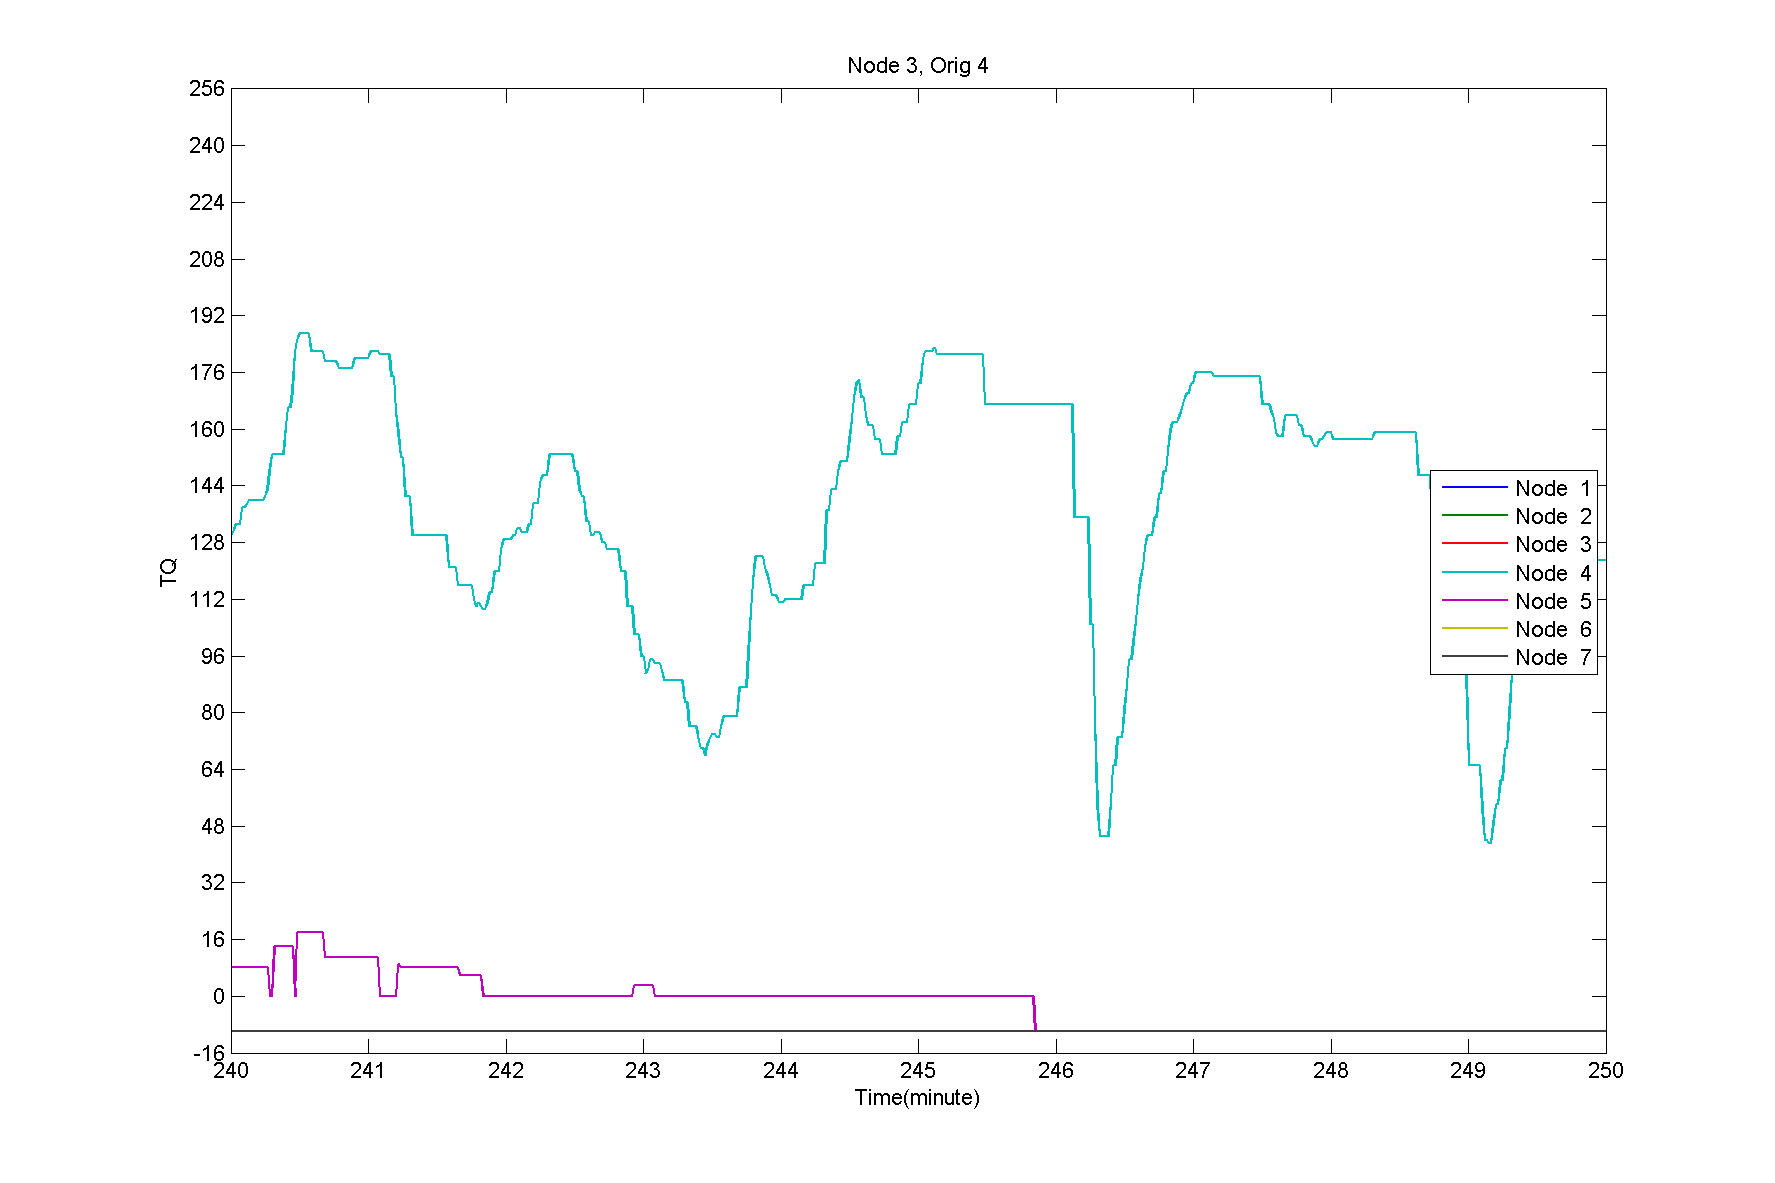 Node 3, Orig 4
256
240
224
208
192
176
160
144
128
112
96
80
64
48
32
16
0
-16
TQ
Node 1
Node 2
Node 3
Node 4
Node 5
Node 6
Node 7
240 241 242 243 244 245 246 247 248 249 250
Time(minute)